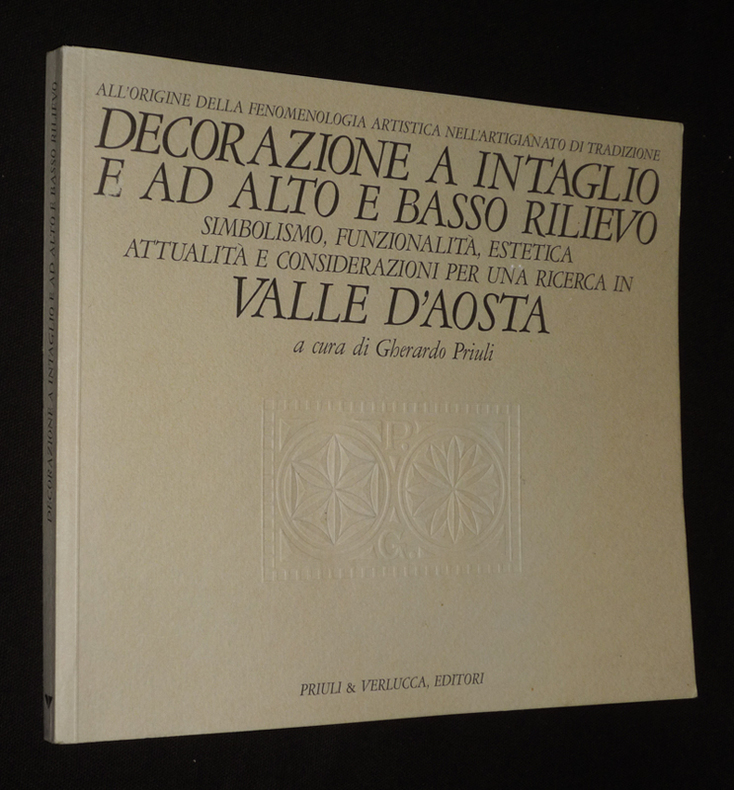 ALL'ORIGINE DELLA FENOMENOLOGIA ARTISTICA NELL'ARTIGIANATO DI TRADIZIONE
DECORAZIONE A INTAGLIO
E AD ALTO E BASSO RILIEVO
SIMBOLISMO, FUNZIONALITÀ, ESTETICA
ATTUALITÀ E CONSIDERAZIONI PER UNA RICERCA IN
VALLE D'AOSTA
a cura di Gherardo Priuli
P.
G.
PRIULI & VERLUCCA, EDITORI
DECORAZIONE A INTAGLIO E AD ALTO E BASSO RILIEVO